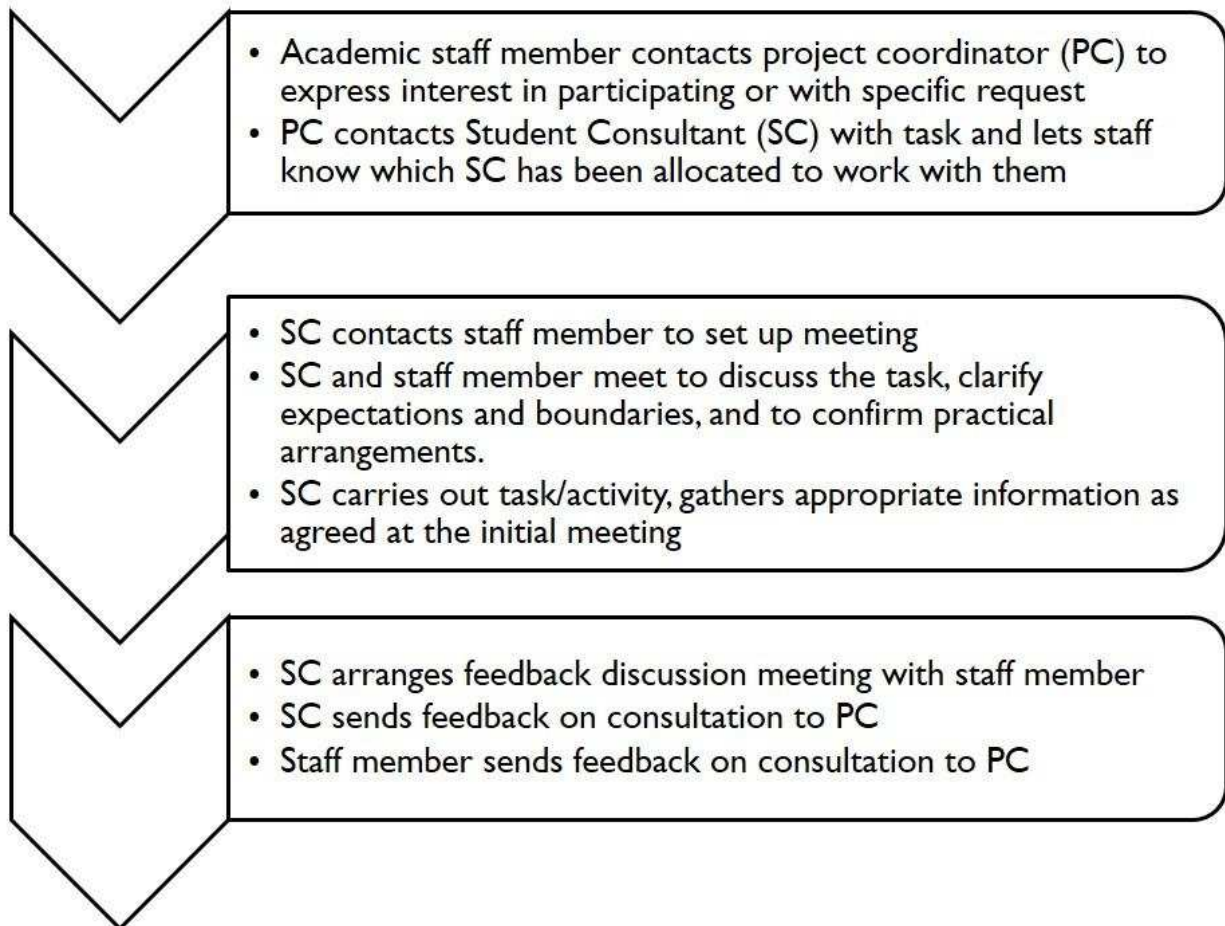 • Academic staff member contacts project coordinator (PC) to
express interest in participating or with specific request
• PC contacts Student Consultant (SC) with task and lets staff
know which SC has been allocated to work with them
• SC contacts staff member to set up meeting
• SC and staff member meet to discuss the task, clarify
expectations and boundaries, and to confirm practical
arrangements.
• SC carries out task/activity, gathers appropriate information as
agreed at the initial meeting
• SC arranges feedback discussion meeting with staff member
• SC sends feedback on consultation to PC
• Staff member sends feedback on consultation to PC